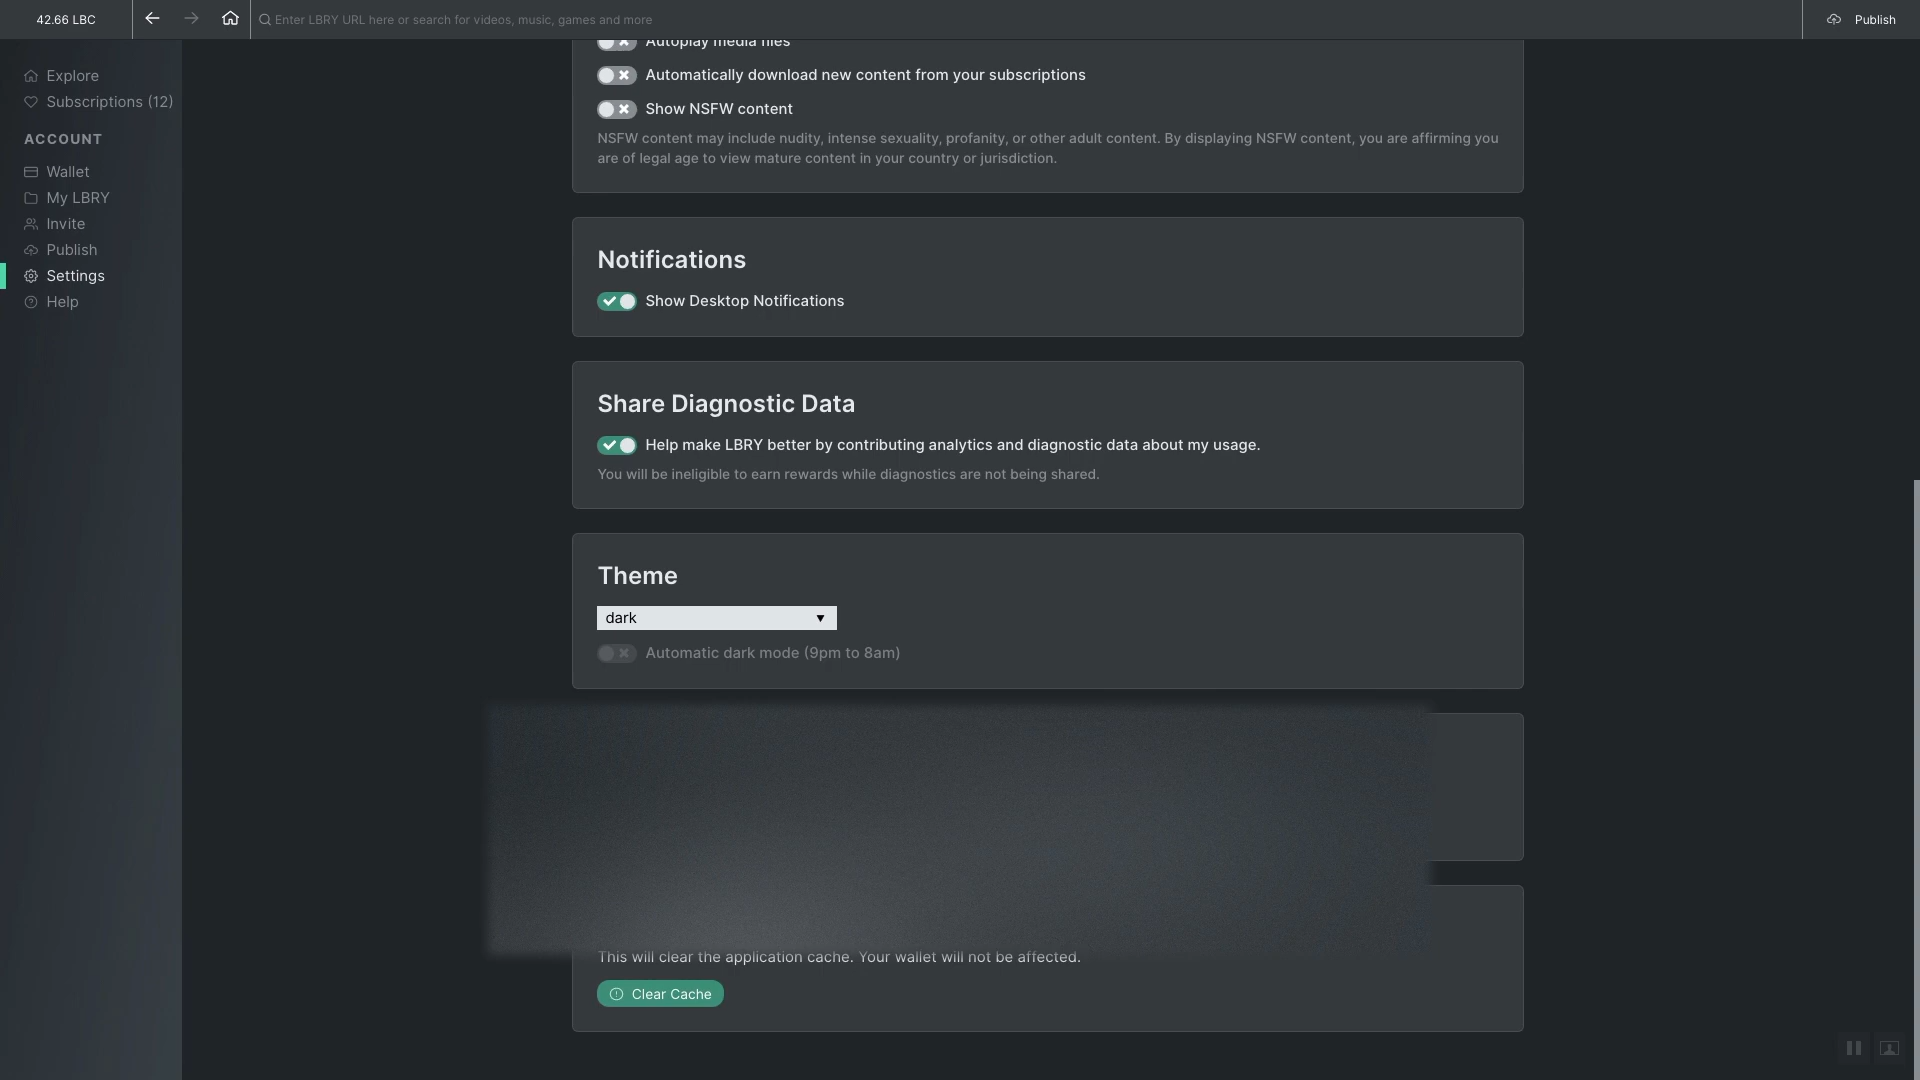 42.66 LBC
Enter LBRY URL here or search for videos, music, games and more
Publish
Explore
Subscriptions (12)
ACCOUNT
Wallet
My LBRY
Invite
Publish
Settings
Help
Autoplay media files
Automatically download new content from your subscriptions
Show NSFW content
NSFW content may include nudity, intense sexuality, profanity, or other adult content. By displaying NSFW content, you are affirming you
are of legal age to view mature content in your country or jurisdiction.
Notifications
Show Desktop Notifications
Share Diagnostic Data
Help make LBRY better by contributing analytics and diagnostic data about my usage.
You will be ineligible to earn rewards while diagnostics are not being shared.
Theme
dark
Automatic dark mode (9pm to 8am)
This will clear the application cache. Your wallet will not be affected.
Clear Cache